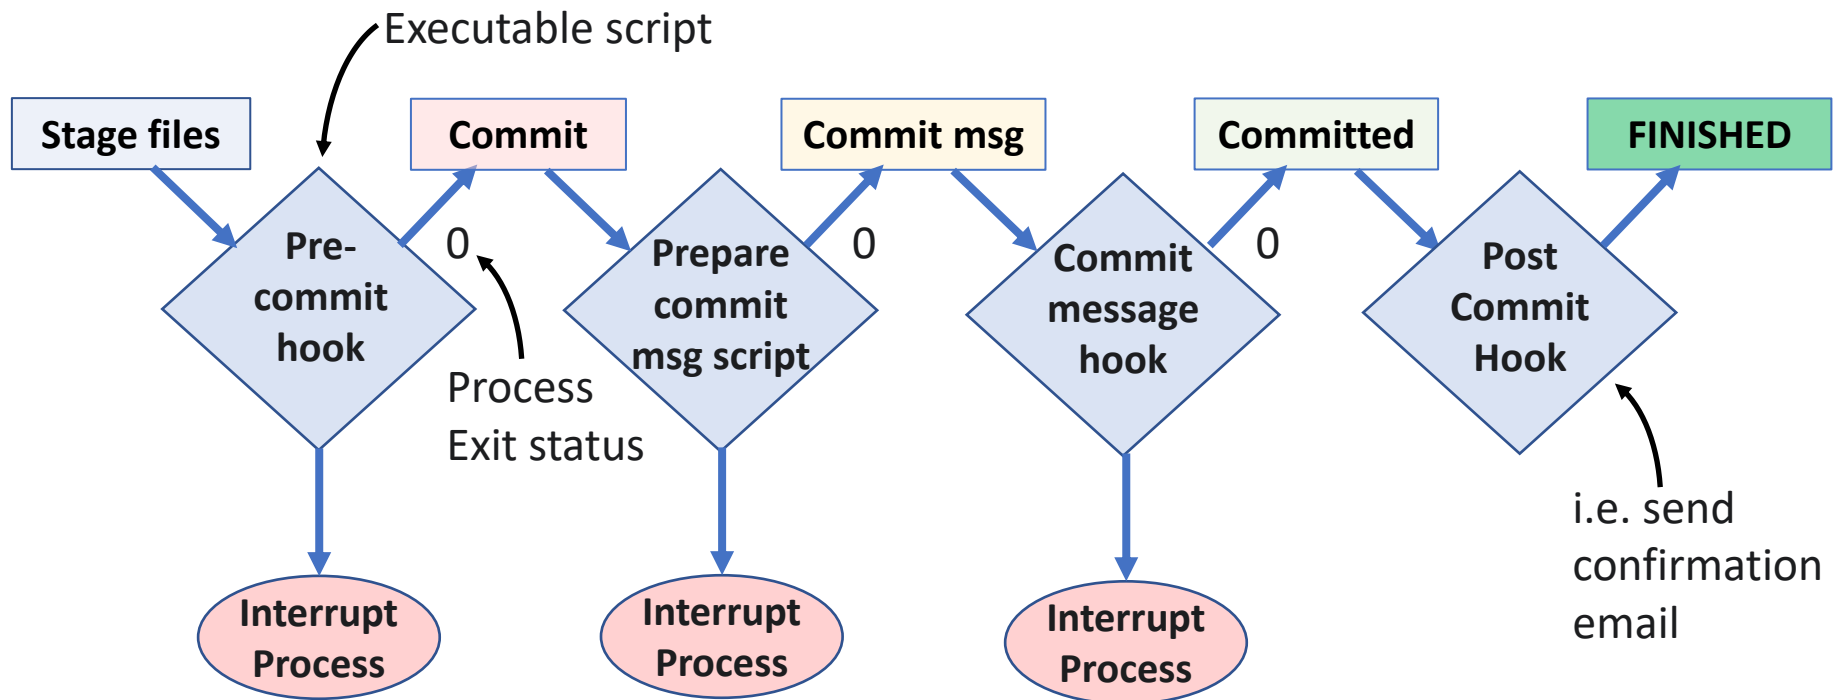 Executable script
Stage files
Commit
Commit msg
Committed
FINISHED
Pre-
commit
hook
0
Process
Exit status
Prepare
commit
msg script
0
Commit
message
hook
0
Post
Commit
Hook
i.e. send
confirmation
email
Interrupt
Process
Interrupt
Process
Interrupt
Process